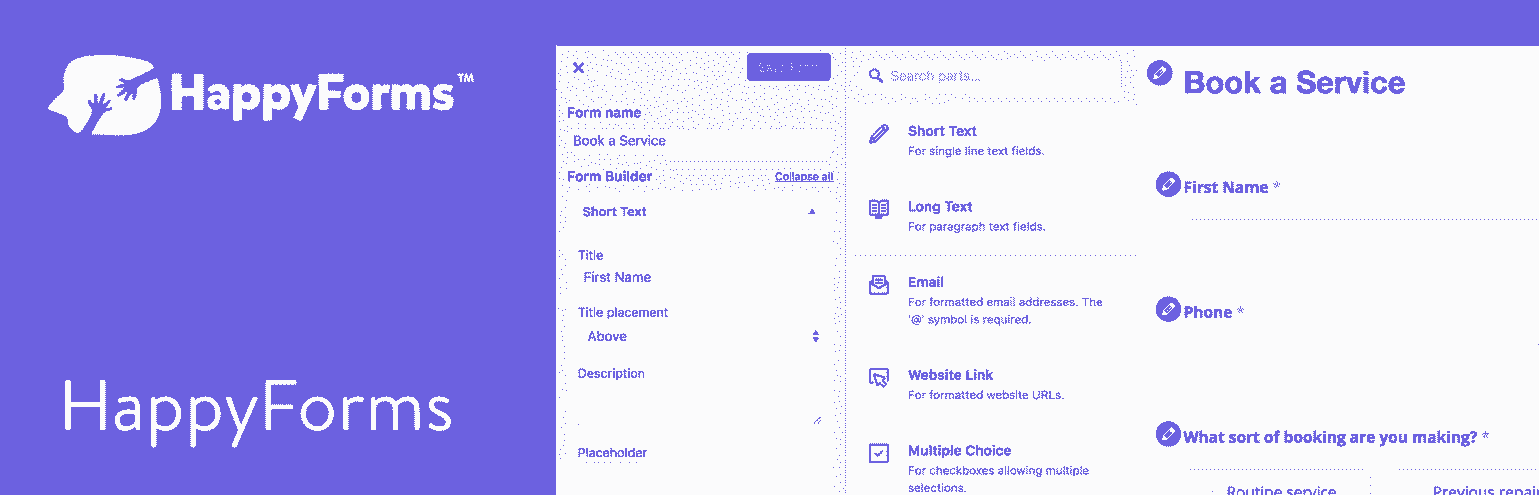 HappyForms™
HappyForms
Save Form
Form name
Book a Service
Form Builder
Collapse all
Short Text
Title
First Name
Title placement
Above
Description
Placeholder
Search parts...
Short Text
For single line text fields.
Long Text
For paragraph text fields.
Email
For formatted email addresses. The
'@' symbol is required.
Website Link
For formatted website URLs.
Multiple Choice
For checkboxes allowing multiple
selections.
Book a Service
First Name *
Phone *
What sort of booking are you making? *
Routine service
Previous repai